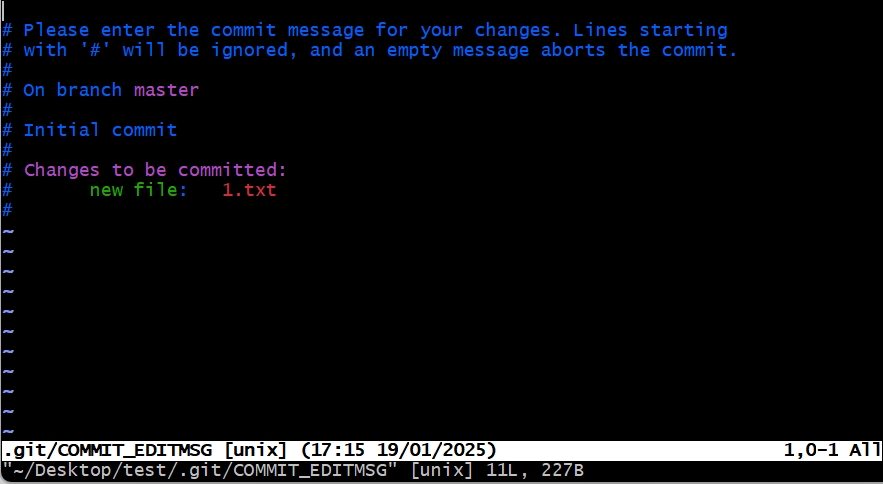 # Please enter the commit message for your changes. Lines starting
# with '#' will be ignored, and an empty message aborts the commit.
#
# On branch master
#
# Initial commit
#
# Changes to be committed:
#       new file:   1.txt
#
~
~
~
~
~
~
~
~
~
~
~
.git/COMMIT_EDITMSG [unix] (17:15 19/01/2025) 1,0-1 All
"~/Desktop/test/.git/COMMIT_EDITMSG" [unix] 11L, 227B